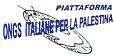 PIATTAFORMA
ONGS ITALIANE PER LA PALESTINA